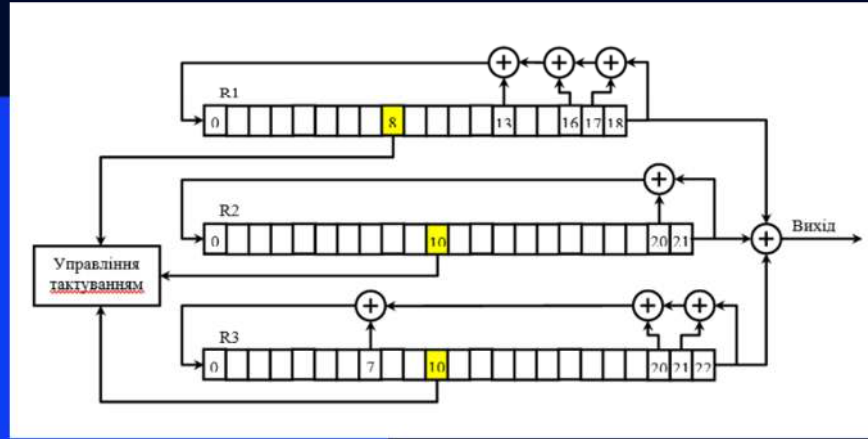 R1
0 8 13 16 17 18
R2
0 10 20 21
Вихід
Управління
тактуванням
R3
0 7 10 20 21 22